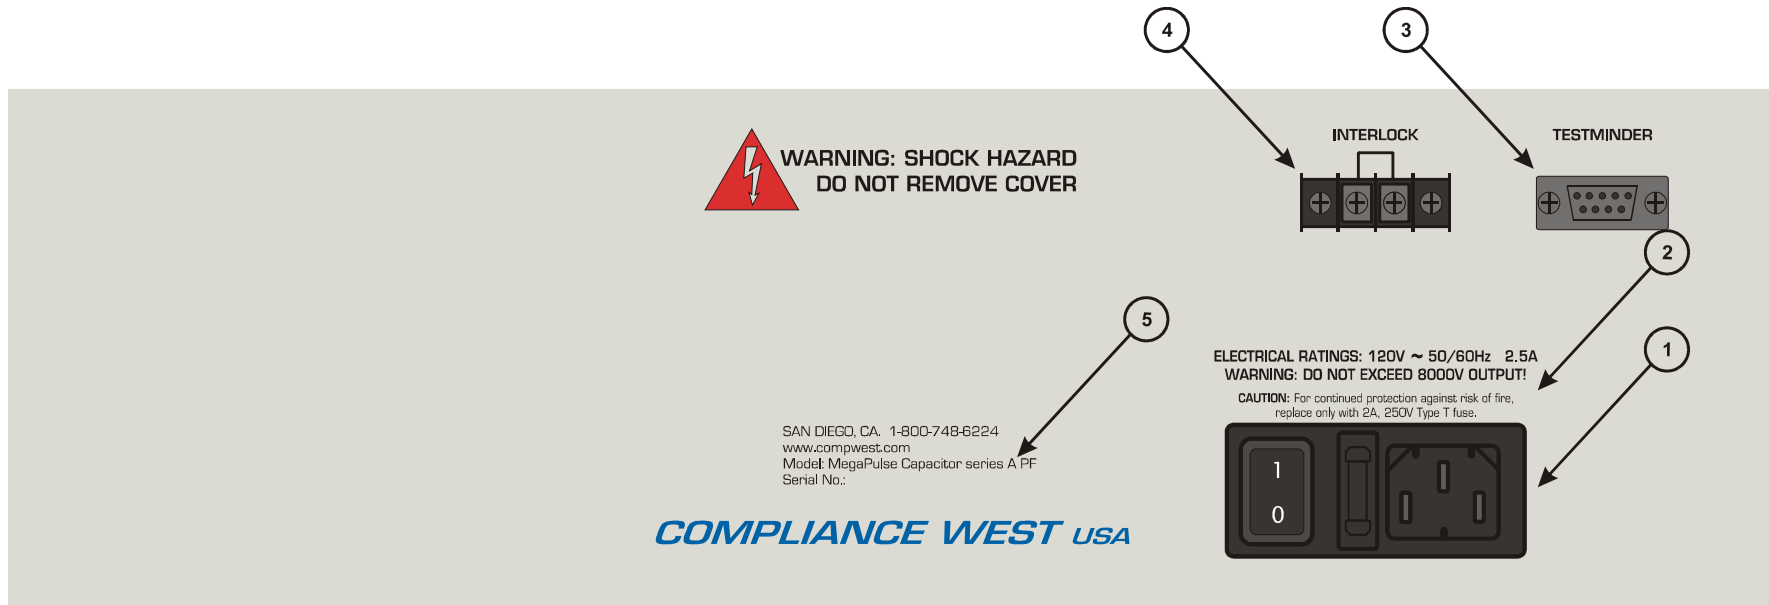 4
3
INTERLOCK
TESTMINDER
WARNING: SHOCK HAZARD
DO NOT REMOVE COVER
2
5
1
ELECTRICAL RATINGS: 120V ~ 50/60Hz 2.5A
WARNING: DO NOT EXCEED 8000V OUTPUT!
CAUTION: For continued protection against risk of fire,
replace only with 2A, 250V Type T fuse.
SAN DIEGO, CA. 1-800-748-6224
www.compwest.com
Model: MegaPulse Capacitor series A PF
Serial No.:
1
0
COMPLIANCE WEST USA